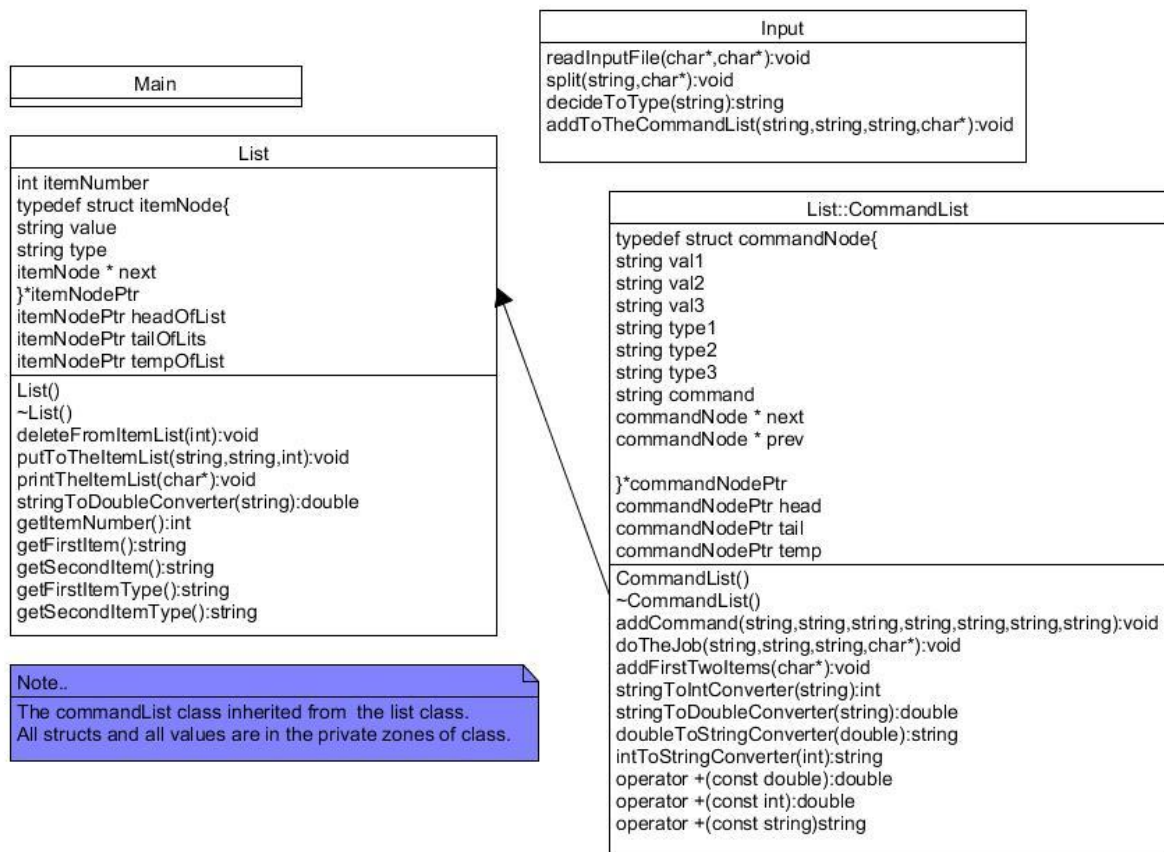 Main
List
int itemNumber
typedef struct itemNode{
string value
string type
itemNode * next
}*itemNodePtr
itemNodePtr headOfList
itemNodePtr tailOfLits
itemNodePtr tempOfList
List()
~List()
deleteFromItemList(int):void
putToTheItemList(string,string,int):void
printTheItemList(char*):void
stringToDoubleConverter(string):double
getItemNumber():int
getFirstItem():string
getSecondItem():string
getFirstItemType():string
getSecondItemType():string
Note..
The commandList class inherited from the list class.
All structs and all values are in the private zones of class.
Input
readInputFile(char*,char*):void
split(string,char*):void
decideToType(string):string
addToTheCommandList(string,string,string,char*):void
List::CommandList
typedef struct commandNode{
string val1
string val2
string val3
string type1
string type2
string type3
string command
commandNode * next
commandNode * prev
}*commandNodePtr
commandNodePtr head
commandNodePtr tail
commandNodePtr temp
CommandList()
~CommandList()
addCommand(string,string,string,string,string,string,string):void
doTheJob(string,string,string,char*):void
addFirstTwoItems(char*):void
stringToIntConverter(string):int
stringToDoubleConverter(string):double
doubleToStringConverter(double):string
intToStringConverter(int):string
operator +(const double):double
operator +(const int):double
operator +(const string)string